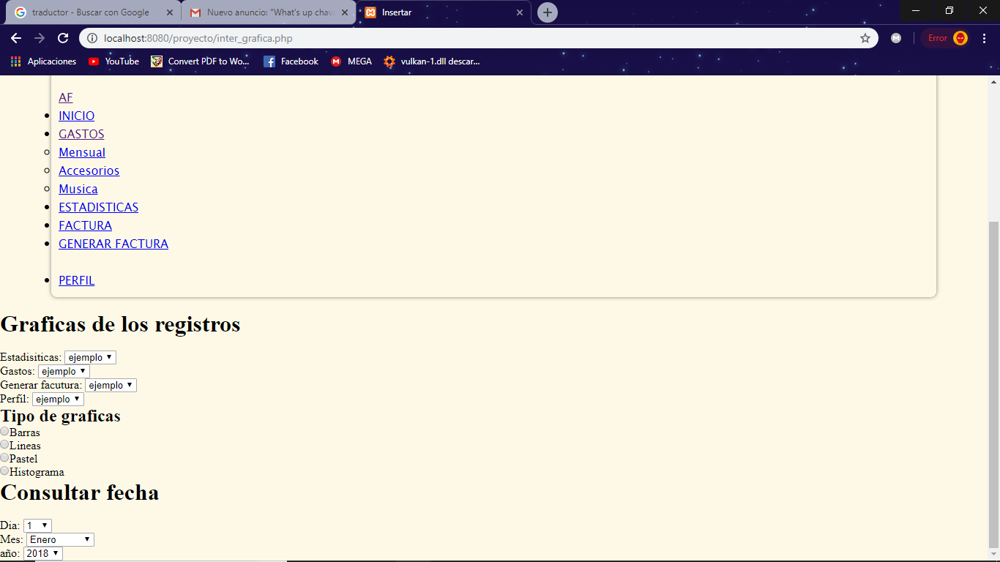 traductor - Buscar con Google
Nuevo anuncio: "What's up chava
Insertar
localhost:8080/proyecto/inter_grafica.php
Error
Aplicaciones
YouTube
Convert PDF to Wo...
Facebook
MEGA
vulkan-1.dll descar...
AF
INICIO
GASTOS
Mensual
Accesorios
Musica
ESTADISTICAS
FACTURA
GENERAR FACTURA
PERFIL
Graficas de los registros
Estadisiticas: ejemplo
Gastos: ejemplo
Generar facutura: ejemplo
Perfil: ejemplo
Tipo de graficas
Barras
Lineas
Pastel
Histograma
Consultar fecha
Dia: 1
Mes: Enero
año: 2018